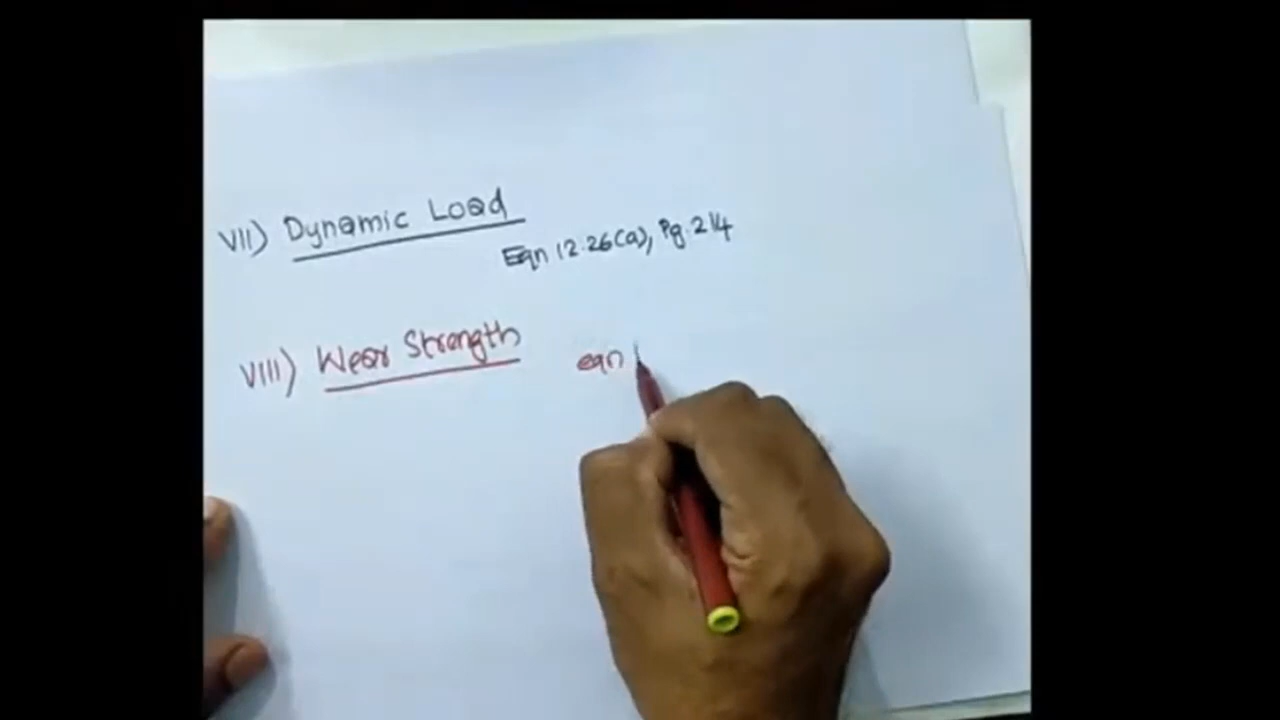 VII) Dynamic Load
Eqn 12.26(a), Pg. 214
VIII) Wear Strength eqn